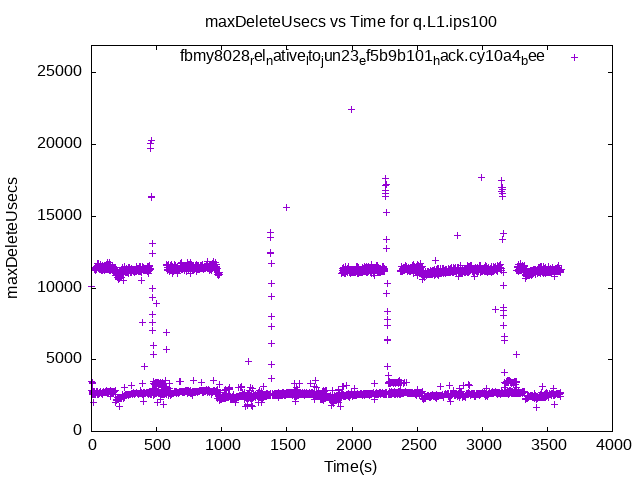 maxDeleteUsecs vs Time for q.L1.ips100
fbmy8028relnativeltojun23ef5b9b101hack.cy10a4bee
25000
20000
15000
10000
5000
0
maxDeleteUsecs
0 500 1000 1500 2000 2500 3000 3500 4000
Time(s)